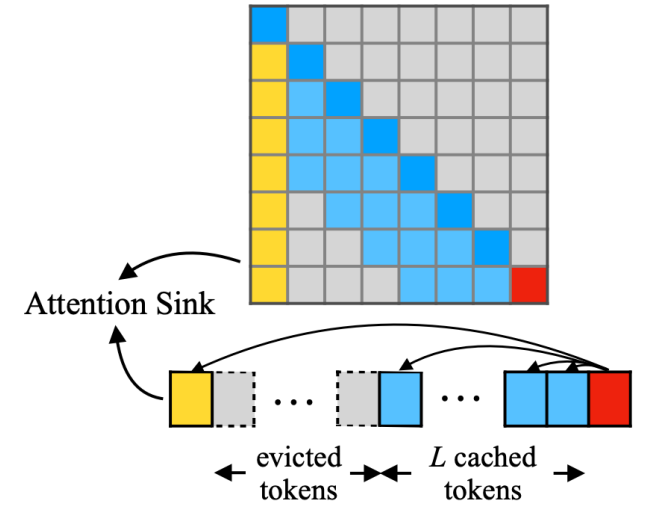 Attention Sink
...
...
evicted
tokens
L cached
tokens